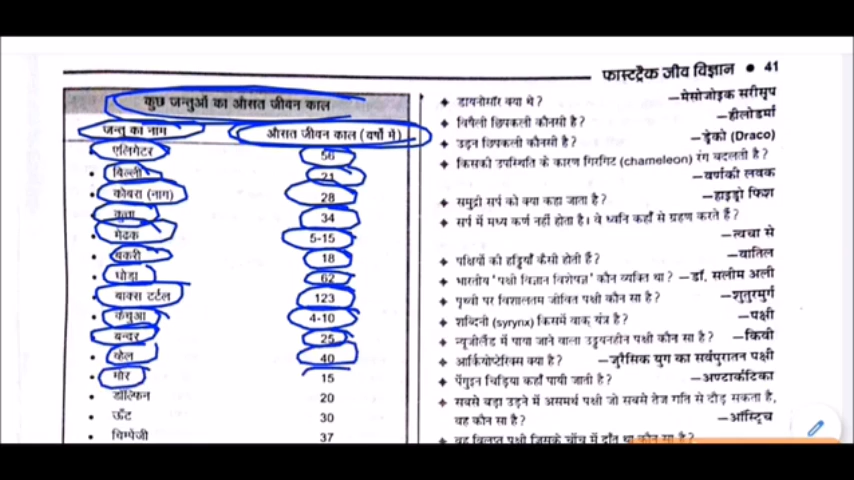 फास्टट्रैक जीव विज्ञान • 41
कुछ जन्तुओं का औसत जीवन काल
जन्तु का नाम औसत जीवन काल (वर्षों में)
एलिगेटर 56
• बिल्ली 21
• कोबरा (नाग) 28
• कुत्ता 34
• मेंढक 5-15
• बकरी 18
• घोड़ा 62
• बाक्स टर्टल 123
• केंचुआ 4-10
• बन्दर 25
• व्हेल 40
• मोर 15
• डॉल्फिन 20
• ऊँट 30
• चिम्पेंजी 37
✦ डायनोसॉर क्या थे? —मेसोजोइक सरीसृप
✦ विषैली छिपकली कौनसी है? —हीलोडर्मा
✦ उड़न छिपकली कौनसी है? —ड्रेको (Draco)
✦ किसकी उपस्थिति के कारण गिरगिट (chameleon) रंग बदलती है?
—वर्णकी लवक
✦ समुद्री सर्प को क्या कहा जाता है? —हाइड्रो फिश
✦ सर्प में मध्य कर्ण नहीं होता है। वे ध्वनि कहाँ से ग्रहण करते हैं?
—त्वचा से
✦ पक्षियों की हड्डियाँ कैसी होती हैं? —वातिल
✦ भारतीय 'पक्षी विज्ञान विशेषज्ञ' कौन व्यक्ति था? —डॉ. सलीम अली
✦ पृथ्वी पर विशालतम जीवित पक्षी कौन सा है? —शुतुरमुर्ग
✦ शब्दिनी (syrynx) किसमें वाक् यंत्र है? —पक्षी
✦ न्यूजीलैंड में पाया जाने वाला उड्डयनहीन पक्षी कौन सा है? —किवी
✦ आर्कियोप्टेरिक्स क्या है? —जुरैसिक युग का सर्वपुरातन पक्षी
✦ पेंगुइन चिड़िया कहाँ पायी जाती है? —अण्टार्कटिका
✦ सबसे बड़ा उड़ने में असमर्थ पक्षी जो सबसे तेज गति से दौड़ सकता है,
वह कौन सा है? —ऑस्ट्रिच
✦ वह विलुप्त पक्षी जिसके चोंच में दाँत था कौन सा है?